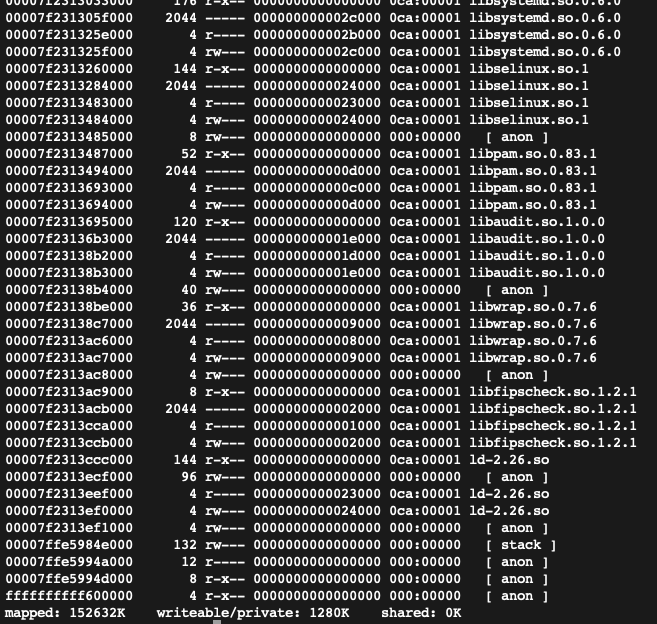 00007f2313033000 176 r-x-- 0000000000000000 0ca:00001 libsystemd.so.0.6.0
00007f231305f000 2044 ----- 000000000002c000 0ca:00001 libsystemd.so.0.6.0
00007f231325e000 4 r---- 000000000002b000 0ca:00001 libsystemd.so.0.6.0
00007f231325f000 4 rw--- 000000000002c000 0ca:00001 libsystemd.so.0.6.0
00007f2313260000 144 r-x-- 0000000000000000 0ca:00001 libselinux.so.1
00007f2313284000 2044 ----- 0000000000024000 0ca:00001 libselinux.so.1
00007f2313483000 4 r---- 0000000000023000 0ca:00001 libselinux.so.1
00007f2313484000 4 rw--- 0000000000024000 0ca:00001 libselinux.so.1
00007f2313485000 8 rw--- 0000000000000000 000:00000 [ anon ]
00007f2313487000 52 r-x-- 0000000000000000 0ca:00001 libpam.so.0.83.1
00007f2313494000 2044 ----- 000000000000d000 0ca:00001 libpam.so.0.83.1
00007f2313693000 4 r---- 000000000000c000 0ca:00001 libpam.so.0.83.1
00007f2313694000 4 rw--- 000000000000d000 0ca:00001 libpam.so.0.83.1
00007f2313695000 120 r-x-- 0000000000000000 0ca:00001 libaudit.so.1.0.0
00007f23136b3000 2044 ----- 000000000001e000 0ca:00001 libaudit.so.1.0.0
00007f23138b2000 4 r---- 000000000001d000 0ca:00001 libaudit.so.1.0.0
00007f23138b3000 4 rw--- 000000000001e000 0ca:00001 libaudit.so.1.0.0
00007f23138b4000 40 rw--- 0000000000000000 000:00000 [ anon ]
00007f23138be000 36 r-x-- 0000000000000000 0ca:00001 libwrap.so.0.7.6
00007f23138c7000 2044 ----- 0000000000009000 0ca:00001 libwrap.so.0.7.6
00007f2313ac6000 4 r---- 0000000000008000 0ca:00001 libwrap.so.0.7.6
00007f2313ac7000 4 rw--- 0000000000009000 0ca:00001 libwrap.so.0.7.6
00007f2313ac8000 4 rw--- 0000000000000000 000:00000 [ anon ]
00007f2313ac9000 8 r-x-- 0000000000000000 0ca:00001 libfipscheck.so.1.2.1
00007f2313acb000 2044 ----- 0000000000002000 0ca:00001 libfipscheck.so.1.2.1
00007f2313cca000 4 r---- 0000000000001000 0ca:00001 libfipscheck.so.1.2.1
00007f2313ccb000 4 rw--- 0000000000002000 0ca:00001 libfipscheck.so.1.2.1
00007f2313ccc000 144 r-x-- 0000000000000000 0ca:00001 ld-2.26.so
00007f2313ecf000 96 rw--- 0000000000000000 000:00000 [ anon ]
00007f2313eef000 4 r---- 0000000000023000 0ca:00001 ld-2.26.so
00007f2313ef0000 4 rw--- 0000000000024000 0ca:00001 ld-2.26.so
00007f2313ef1000 4 rw--- 0000000000000000 000:00000 [ anon ]
00007ffe5984e000 132 rw--- 0000000000000000 000:00000 [ stack ]
00007ffe5994a000 12 r---- 0000000000000000 000:00000 [ anon ]
00007ffe5994d000 8 r-x-- 0000000000000000 000:00000 [ anon ]
ffffffffff600000 4 r-x-- 0000000000000000 000:00000 [ anon ]
mapped: 152632K writeable/private: 1280K shared: 0K